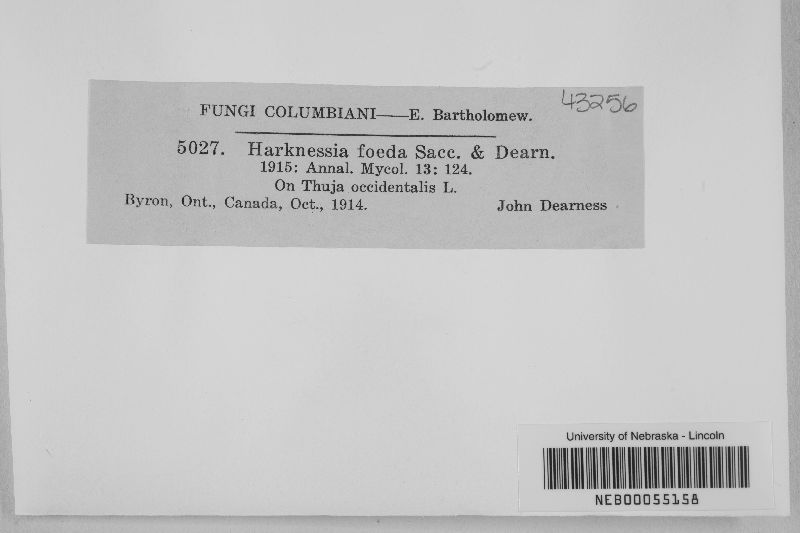 FUNGI COLUMBIANI——E. Bartholomew.
43256
5027. Harknessia foeda Sacc. & Dearn.
1915: Annal. Mycol. 13: 124.
On Thuja occidentalis L.
Byron, Ont., Canada, Oct., 1914. John Dearness
University of Nebraska - Lincoln
NEB00055158